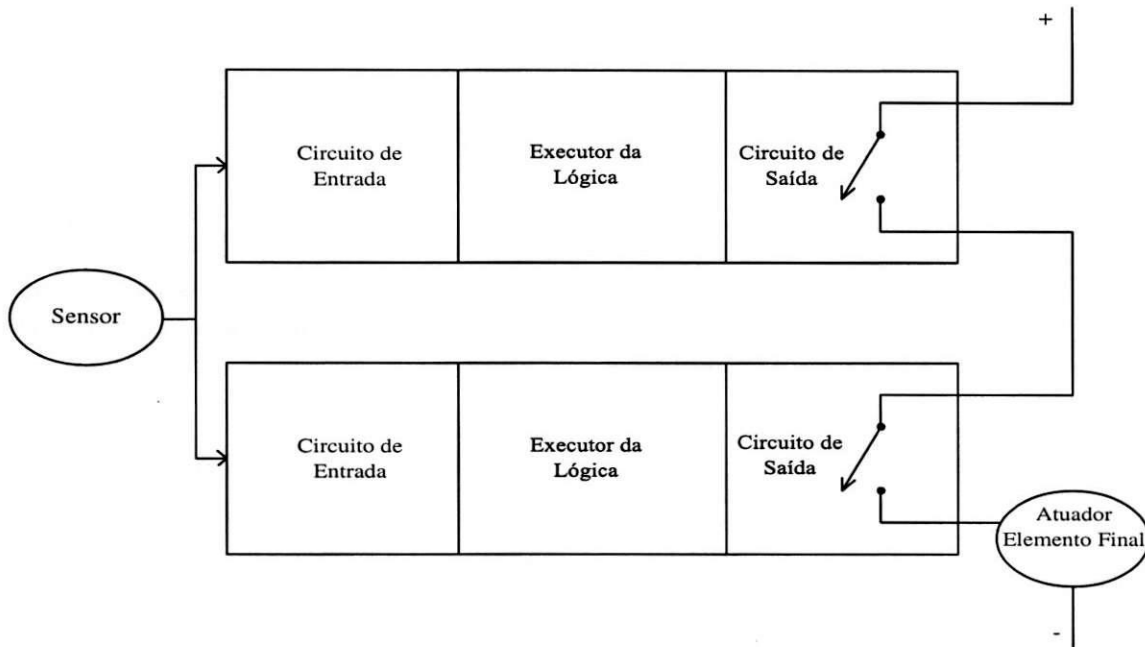 +
Circuito de
Entrada
Executor da
Lógica
Circuito de
Saída
Sensor
Circuito de
Entrada
Executor da
Lógica
Circuito de
Saída
Atuador
Elemento Final
-